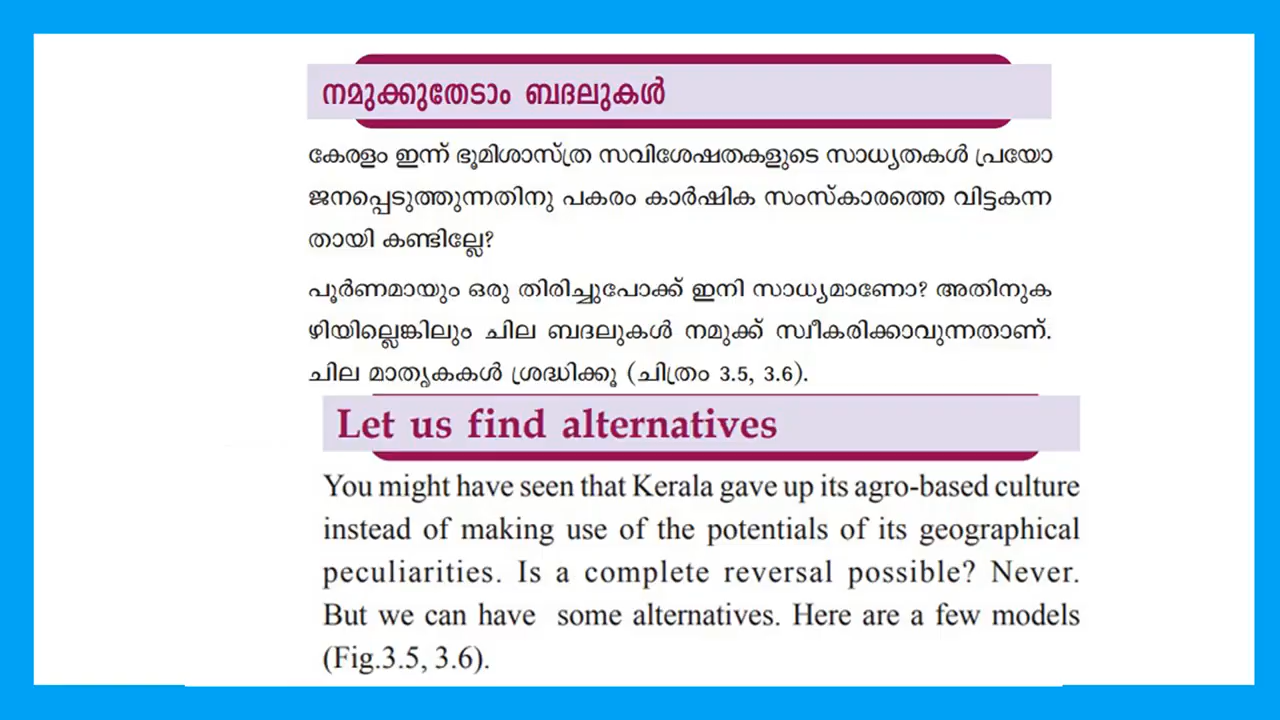 നമുക്കുതേടാം ബദലുകൾ
കേരളം ഇന്ന് ഭൂമിശാസ്ത്ര സവിശേഷതകളുടെ സാധ്യതകൾ പ്രയോ
ജനപ്പെടുത്തുന്നതിനു പകരം കാർഷിക സംസ്കാരത്തെ വിട്ടകന്ന
തായി കണ്ടില്ലേ?
പൂർണമായും ഒരു തിരിച്ചുപോക്ക് ഇനി സാധ്യമാണോ? അതിനുക
ഴിയില്ലെങ്കിലും ചില ബദലുകൾ നമുക്ക് സ്വീകരിക്കാവുന്നതാണ്.
ചില മാതൃകകൾ ശ്രദ്ധിക്കൂ (ചിത്രം 3.5, 3.6).
Let us find alternatives
You might have seen that Kerala gave up its agro-based culture
instead of making use of the potentials of its geographical
peculiarities. Is a complete reversal possible? Never.
But we can have some alternatives. Here are a few models
(Fig.3.5, 3.6).